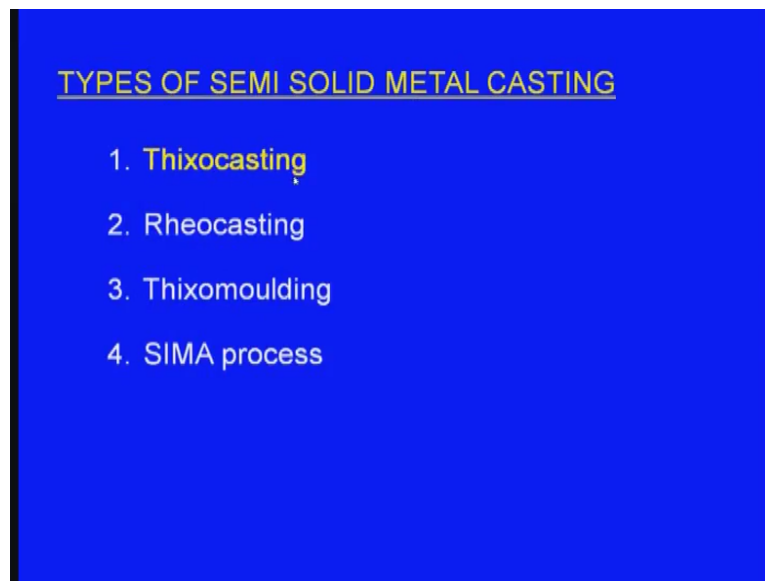 TYPES OF SEMI SOLID METAL CASTING
1. Thixocasting
2. Rheocasting
3. Thixomoulding
4. SIMA process